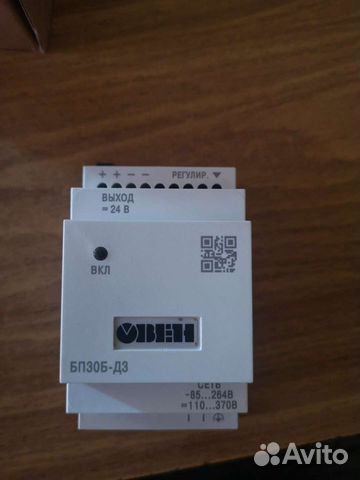 + + – – РЕГУЛИР.
ВЫХОД
= 24 В
ВКЛ
ОВЕН
БП30Б-Д3
СЕТЬ
~85...264В
=110...370В
Avito